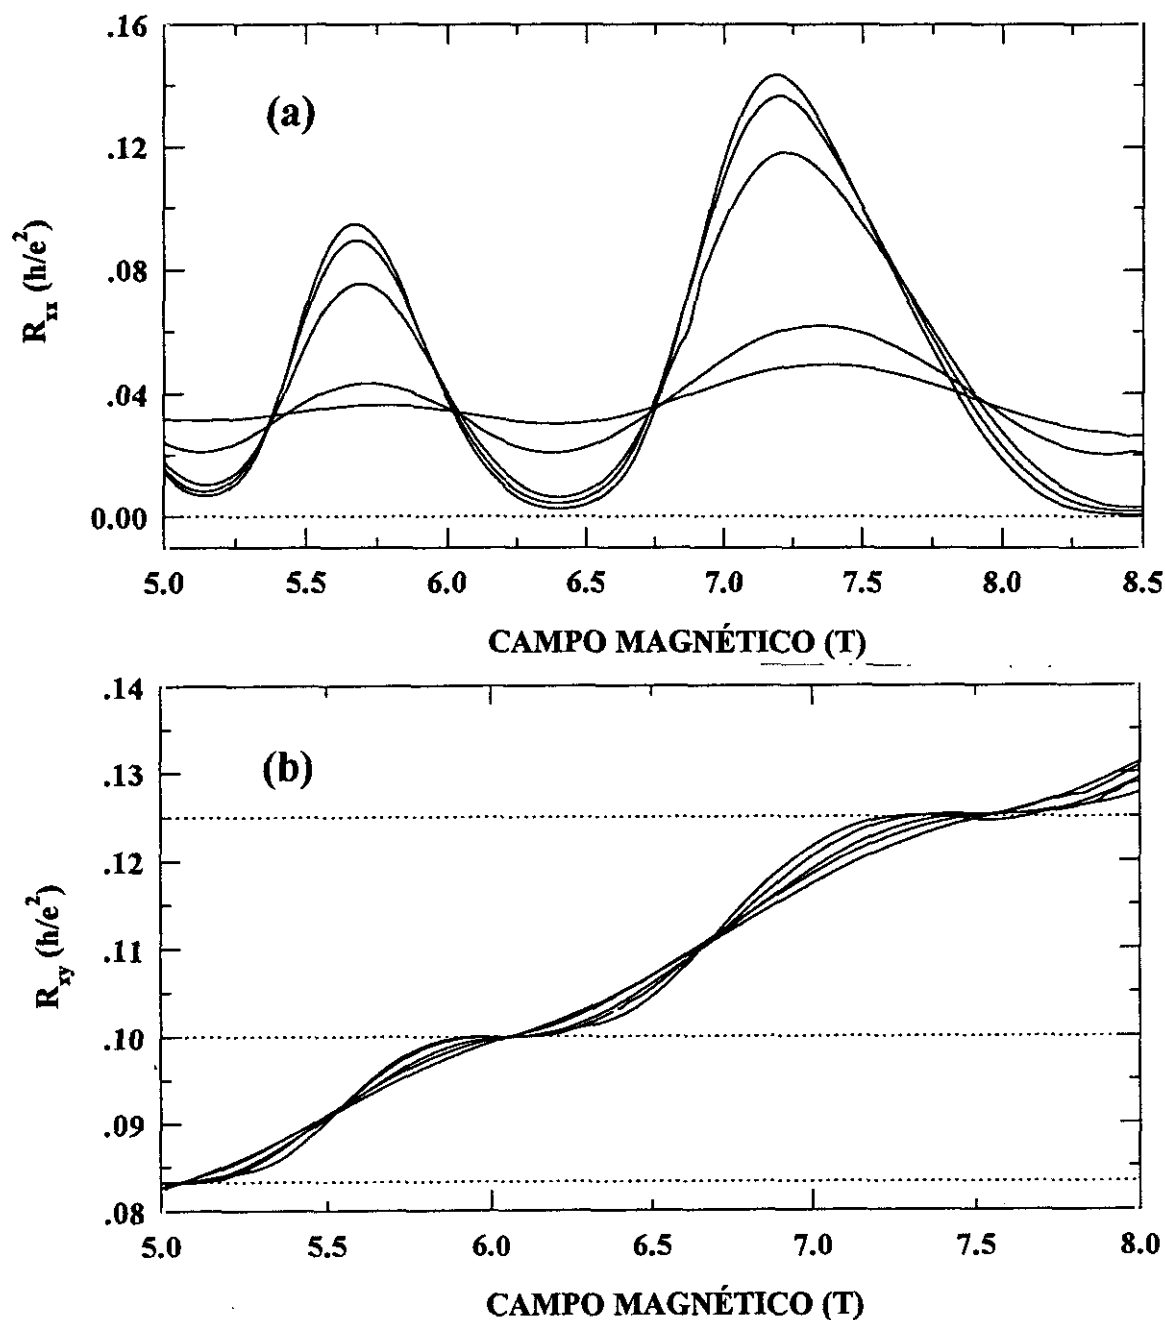 .16
.12
.08
.04
0.00
(a)
R_xx (h/e^2)
5.0 5.5 6.0 6.5 7.0 7.5 8.0 8.5
CAMPO MAGNÉTICO (T)
.14
.13
.12
.11
.10
.09
.08
(b)
R_xy (h/e^2)
5.0 5.5 6.0 6.5 7.0 7.5 8.0
CAMPO MAGNÉTICO (T)